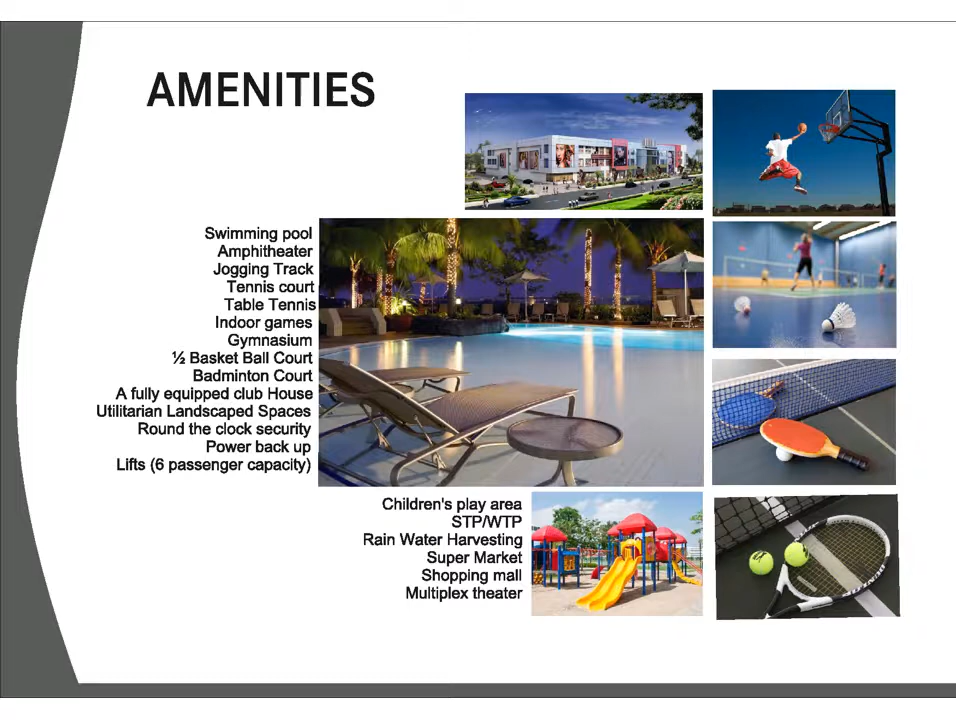 AMENITIES
Swimming pool
Amphitheater
Jogging Track
Tennis court
Table Tennis
Indoor games
Gymnasium
½ Basket Ball Court
Badminton Court
A fully equipped club House
Utilitarian Landscaped Spaces
Round the clock security
Power back up
Lifts (6 passenger capacity)
Children's play area
STP/WTP
Rain Water Harvesting
Super Market
Shopping mall
Multiplex theater